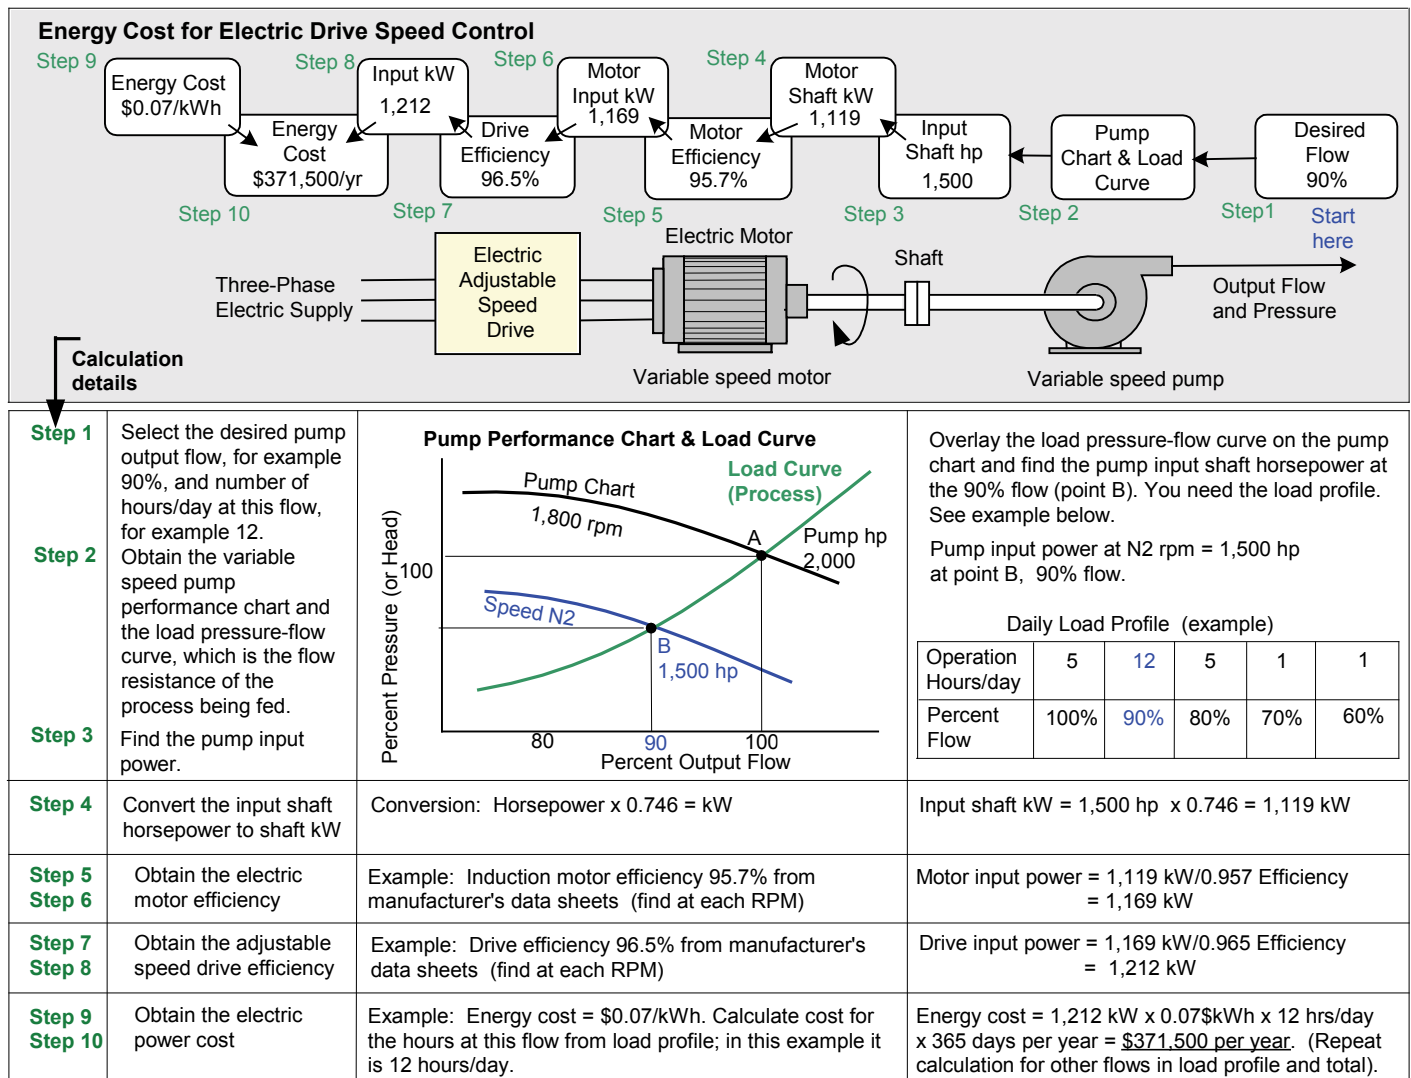 Energy Cost for Electric Drive Speed Control
Step 9
Energy Cost
$0.07/kWh
Step 10
Energy
Cost
$371,500/yr
Step 8
Input kW
1,212
Step 7
Drive
Efficiency
96.5%
Step 6
Motor
Input kW
1,169
Step 5
Motor
Efficiency
95.7%
Step 4
Motor
Shaft kW
1,119
Step 3
Input
Shaft hp
1,500
Step 2
Pump
Chart & Load
Curve
Step1
Desired
Flow
90%
Start
here
Three-Phase
Electric Supply
Electric
Adjustable
Speed
Drive
Electric Motor
Variable speed motor
Shaft
Variable speed pump
Output Flow
and Pressure
Calculation
details
Step 1
Select the desired pump
output flow, for example
90%, and number of
hours/day at this flow,
for example 12.
Step 2
Obtain the variable
speed pump
performance chart and
the load pressure-flow
curve, which is the flow
resistance of the
process being fed.
Step 3
Find the pump input
power.
Pump Performance Chart & Load Curve
Percent Pressure (or Head)
100
Pump Chart
1,800 rpm
Load Curve
(Process)
A
Pump hp
2,000
Speed N2
B
1,500 hp
80
90
100
Percent Output Flow
Overlay the load pressure-flow curve on the pump
chart and find the pump input shaft horsepower at
the 90% flow (point B). You need the load profile.
See example below.
Pump input power at N2 rpm = 1,500 hp
at point B, 90% flow.
Daily Load Profile (example)
Operation
Hours/day
5
12
5
1
1
Percent
Flow
100%
90%
80%
70%
60%
Step 4
Convert the input shaft
horsepower to shaft kW
Conversion: Horsepower x 0.746 = kW
Input shaft kW = 1,500 hp x 0.746 = 1,119 kW
Step 5
Step 6
Obtain the electric
motor efficiency
Example: Induction motor efficiency 95.7% from
manufacturer's data sheets (find at each RPM)
Motor input power = 1,119 kW/0.957 Efficiency
= 1,169 kW
Step 7
Step 8
Obtain the adjustable
speed drive efficiency
Example: Drive efficiency 96.5% from manufacturer's
data sheets (find at each RPM)
Drive input power = 1,169 kW/0.965 Efficiency
= 1,212 kW
Step 9
Step 10
Obtain the electric
power cost
Example: Energy cost = $0.07/kWh. Calculate cost for
the hours at this flow from load profile; in this example it
is 12 hours/day.
Energy cost = 1,212 kW x 0.07$kWh x 12 hrs/day
x 365 days per year = $371,500 per year. (Repeat
calculation for other flows in load profile and total).